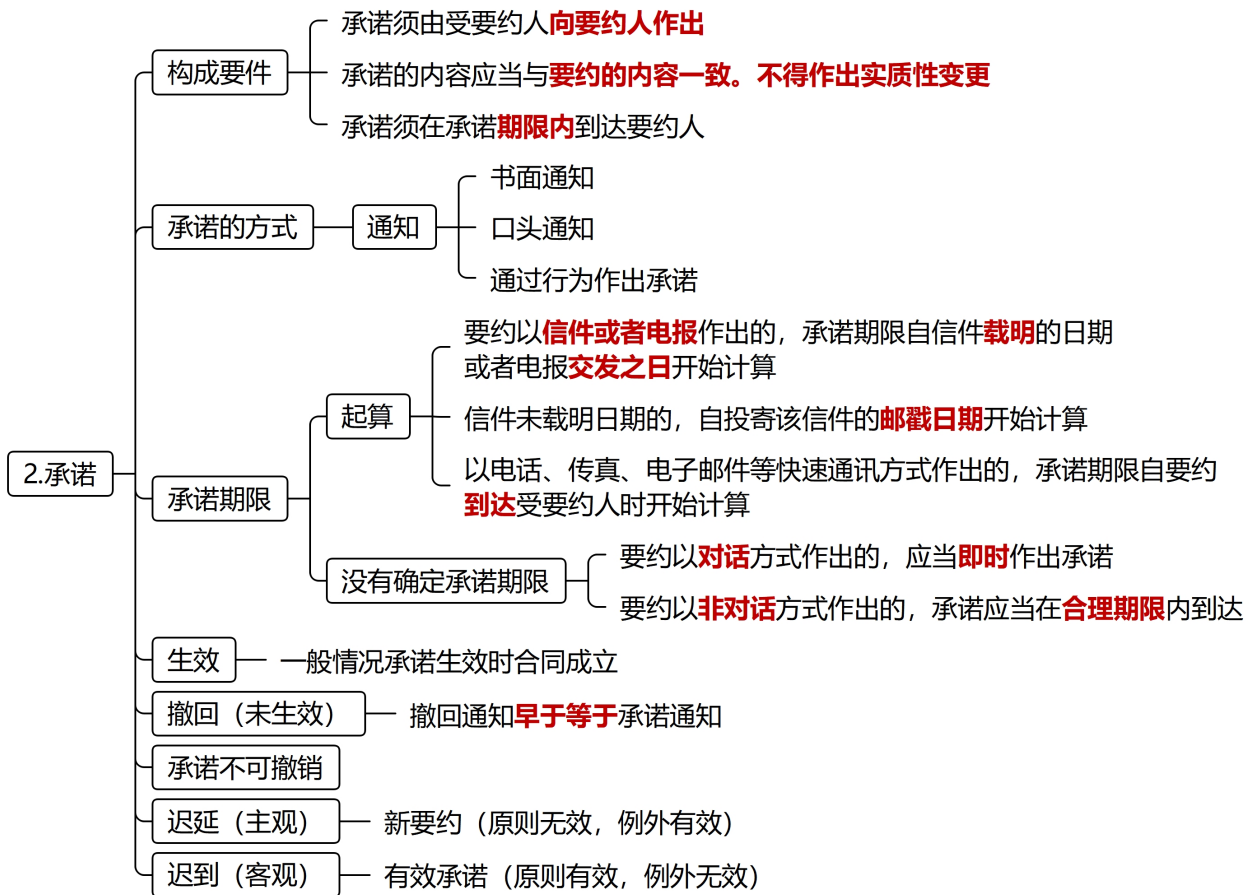 2.承诺
构成要件
承诺须由受要约人向要约人作出
承诺的内容应当与要约的内容一致。不得作出实质性变更
承诺须在承诺期限内到达要约人
承诺的方式
通知
书面通知
口头通知
通过行为作出承诺
承诺期限
起算
要约以信件或者电报作出的，承诺期限自信件载明的日期
或者电报交发之日开始计算
信件未载明日期的，自投寄该信件的邮戳日期开始计算
以电话、传真、电子邮件等快速通讯方式作出的，承诺期限自要约
到达受要约人时开始计算
没有确定承诺期限
要约以对话方式作出的，应当即时作出承诺
要约以非对话方式作出的，承诺应当在合理期限内到达
生效
一般情况承诺生效时合同成立
撤回（未生效）
撤回通知早于等于承诺通知
承诺不可撤销
迟延（主观）
新要约（原则无效，例外有效）
迟到（客观）
有效承诺（原则有效，例外无效）